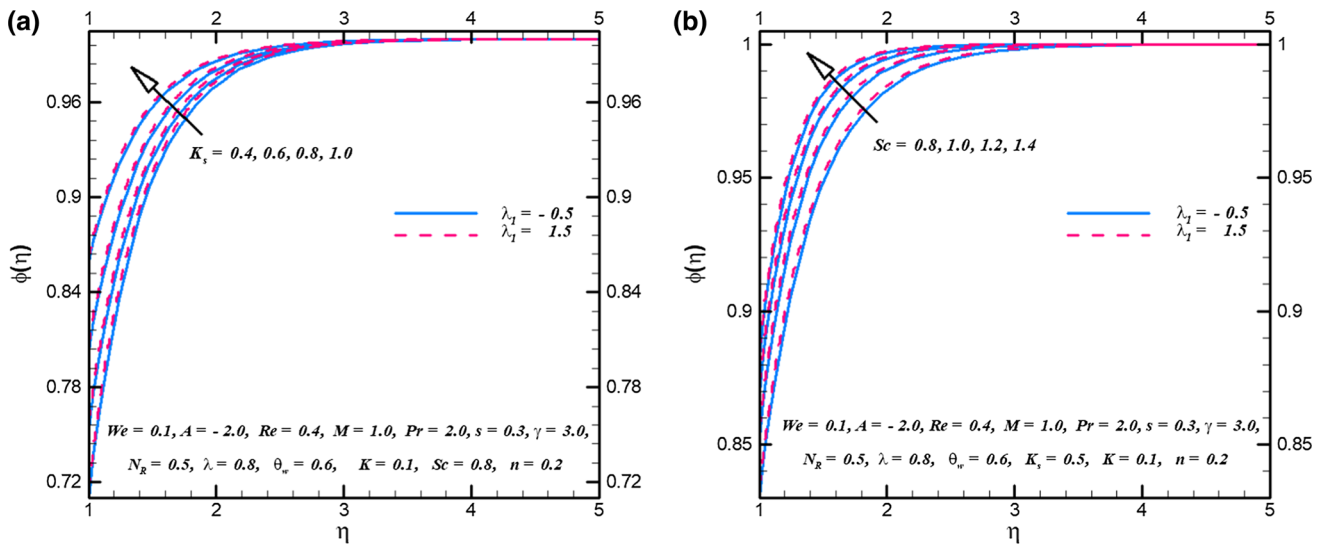 (a)
1 2 3 4 5
0.96 0.96
K_s = 0.4, 0.6, 0.8, 1.0
0.9 0.9
λ_1 = - 0.5
λ_1 = 1.5
ϕ(η)
0.84 0.84
0.78 0.78
We = 0.1, A = - 2.0, Re = 0.4, M = 1.0, Pr = 2.0, s = 0.3, γ = 3.0,
N_R = 0.5, λ = 0.8, θ_w = 0.6, K = 0.1, Sc = 0.8, n = 0.2
0.72 0.72
1 2 3 4 5
η
(b)
1 2 3 4 5
1 1
Sc = 0.8, 1.0, 1.2, 1.4
0.95 0.95
λ_1 = - 0.5
λ_1 = 1.5
ϕ(η)
0.9 0.9
We = 0.1, A = - 2.0, Re = 0.4, M = 1.0, Pr = 2.0, s = 0.3, γ = 3.0,
0.85 0.85
N_R = 0.5, λ = 0.8, θ_w = 0.6, K_s = 0.5, K = 0.1, n = 0.2
1 2 3 4 5
η